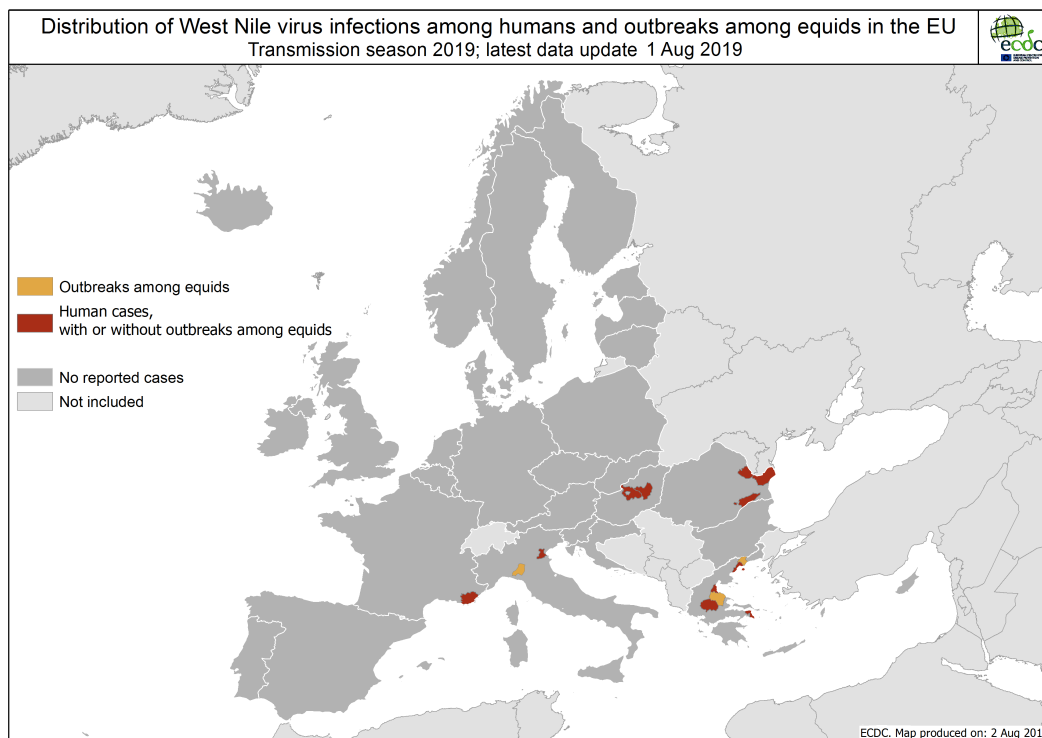 Distribution of West Nile virus infections among humans and outbreaks among equids in the EU
Transmission season 2019; latest data update 1 Aug 2019
ecdc
Outbreaks among equids
Human cases,
with or without outbreaks among equids
No reported cases
Not included
ECDC. Map produced on: 2 Aug 201